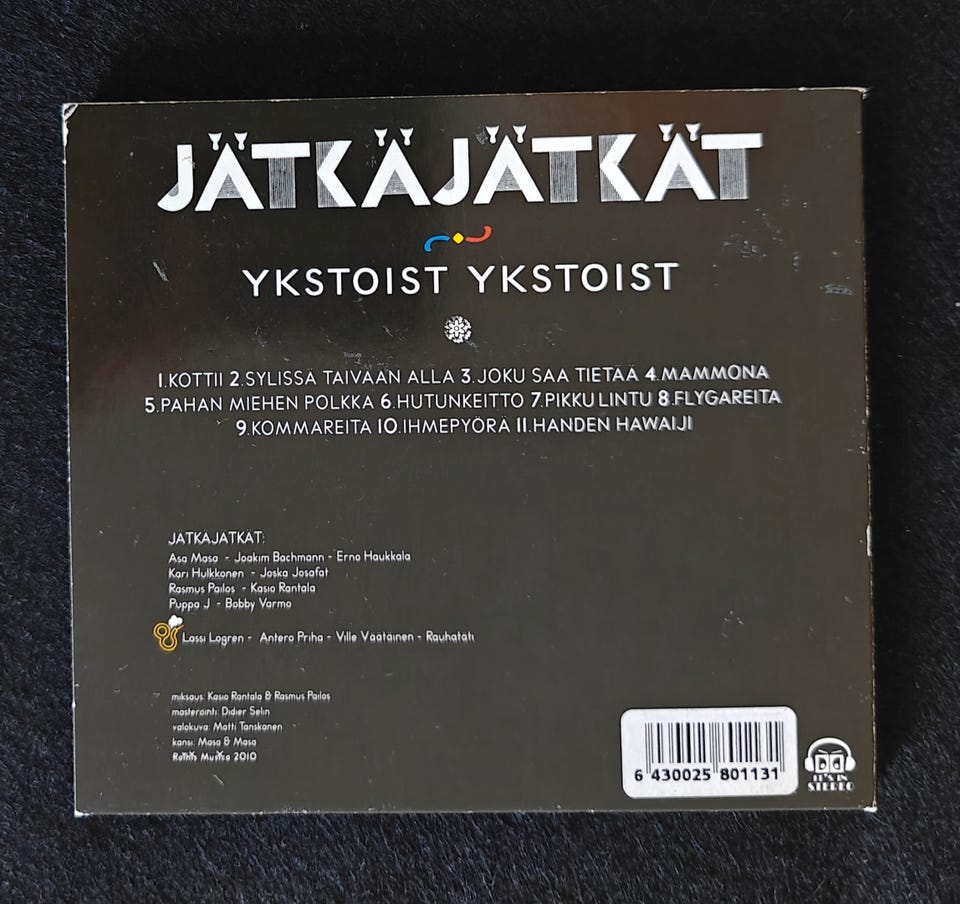 JÄTKÄJÄTKÄT
YKSTOIST YKSTOIST
1.KOTTII 2.SYLISSÄ TAIVAAN ALLA 3.JOKU SAA TIETÄÄ 4.MAMMONA
5.PAHAN MIEHEN POLKKA 6.HUTUNKEITTO 7.PIKKU LINTU 8.FLYGAREITA
9.KOMMAREITA 10.IHMEPYÖRÄ 11.HANDEN HAWAIJI
JÄTKÄJÄTKÄT:
Asa Masa - Joakim Bachmann - Erno Haukkala
Kari Hulkkonen - Joska Josafat
Rasmus Pailos - Kasio Rantala
Puppa J - Bobby Varmo
Lassi Logren - Antero Priha - Ville Väätäinen - Rauhatäti
miksaus: Kasio Rantala & Rasmus Pailos
masterointi: Didier Selin
valokuva: Matti Tanskanen
kansi: Masa & Masa
Roihis Musica 2010
6 430025 801131
IT'S IN
STEREO